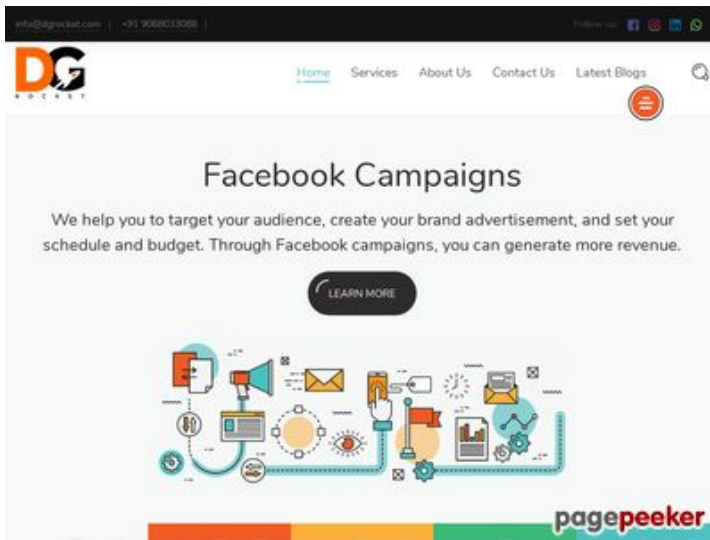 info@dgrocket.com | +91 9068033088 |
Follow us:
DG
ROCKET
Home Services About Us Contact Us Latest Blogs
Facebook Campaigns
We help you to target your audience, create your brand advertisement, and set your
schedule and budget. Through Facebook campaigns, you can generate more revenue.
LEARN MORE
pagepeeker